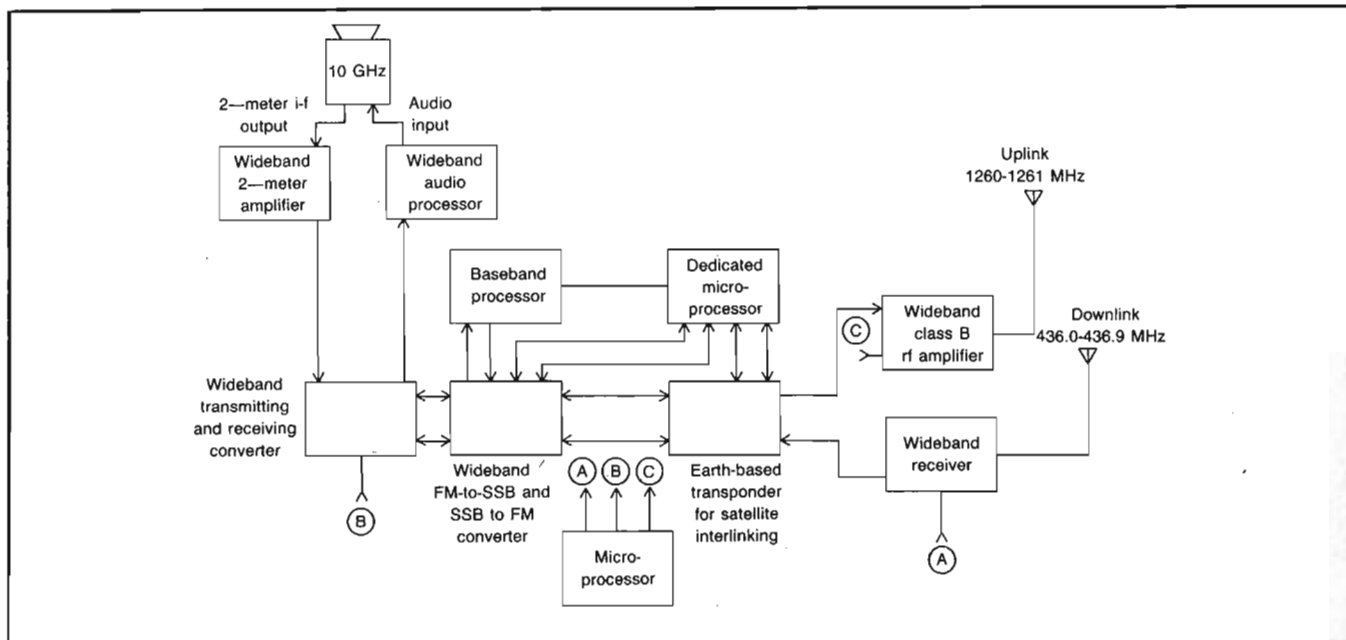 10 GHz
2—meter i-f
output
Audio
input
Wideband
2—meter
amplifier
Wideband
audio
processor
Uplink
1260-1261 MHz
Baseband
processor
Dedicated
micro-
processor
C
Wideband
class B
rf amplifier
Downlink
436.0-436.9 MHz
Wideband
transmitting
and receiving
converter
Wideband
receiver
B
Wideband
FM-to-SSB and
SSB to FM
converter
A
B
C
Earth-based
transponder
for satellite
interlinking
Micro-
processor
A